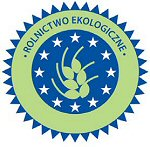 · ROLNICTWO EKOLOGICZNE ·